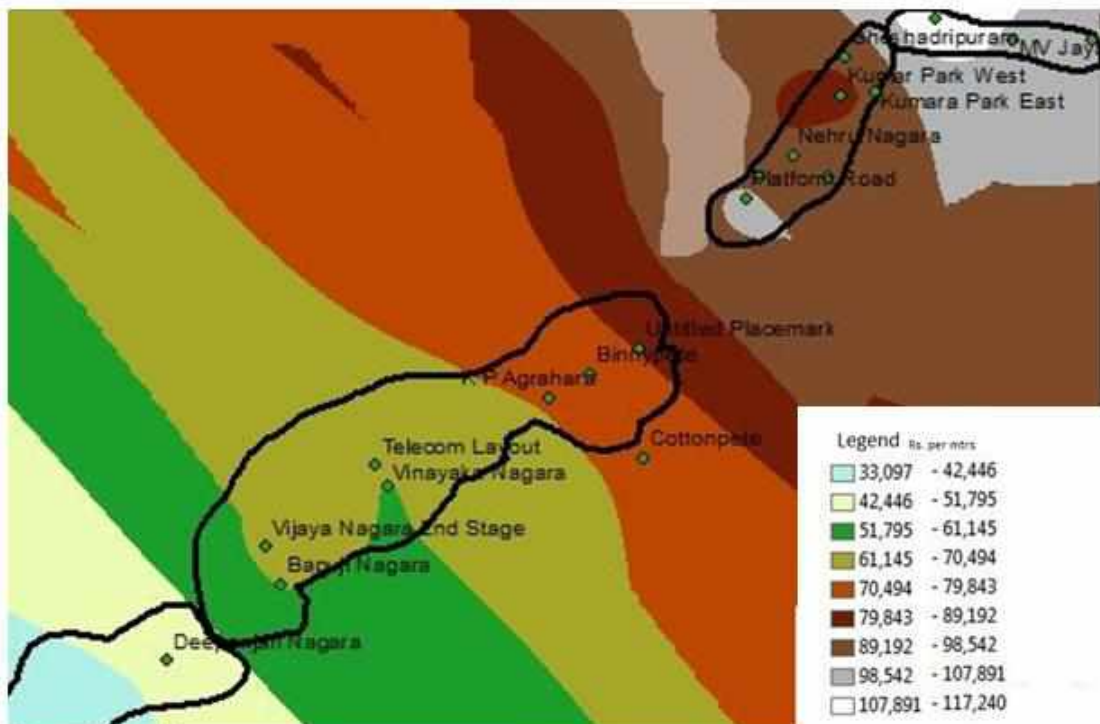 Sheshadripuram
MV Jay
Kumar Park West
Kumara Park East
Nehru Nagara
Platform Road
Untitled Placemark
Binnypete
K P Agrahara
Cottonpete
Telecom Layout
Vinayaka Nagara
Vijaya Nagara 2nd Stage
Bapuji Nagara
Deepanjali Nagara
Legend Rs. per mtrs
33,097 - 42,446
42,446 - 51,795
51,795 - 61,145
61,145 - 70,494
70,494 - 79,843
79,843 - 89,192
89,192 - 98,542
98,542 - 107,891
107,891 - 117,240